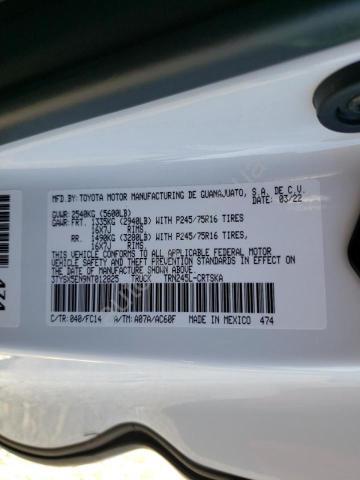 MFD.BY:TOYOTA MOTOR MANUFACTURING DE GUANAJUATO, S.A. DE C.V.
03/22
GVWR:2540KG (5600LB)
GAWR: FRT. 1335KG (2940LB) WITH P245/75R16 TIRES
16X7J RIMS,
RR. 1490KG (3280LB) WITH P245/75R16 TIRES,
16X7J RIMS,
THIS VEHICLE CONFORMS TO ALL APPLICABLE FEDERAL MOTOR
VEHICLE SAFETY, BUMPER, AND THEFT PREVENTION STANDARDS IN
EFFECT ON THE DATE OF MANUFACTURE SHOWN ABOVE.
3TYSX5EN9NT012825 TRUCK TRN245L-CRTSKA
C/TR:040/FC14 A/TM:A07A/AC60F MADE IN MEXICO 474
474